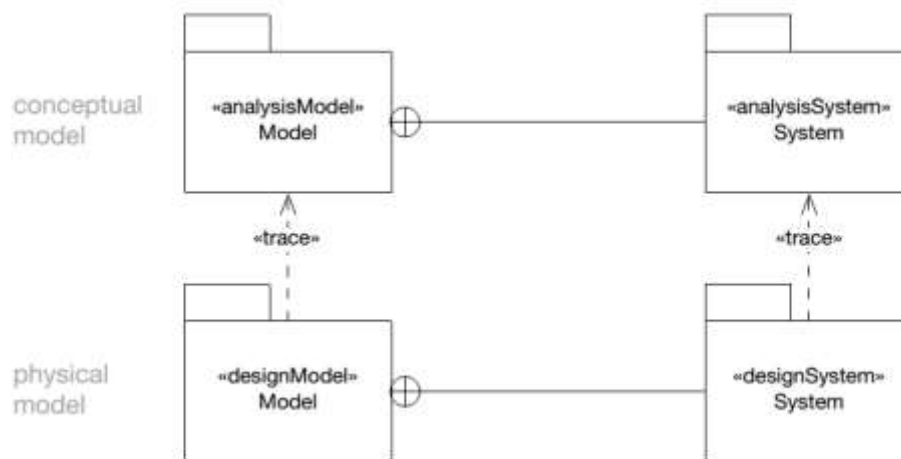 conceptual
model
«analysisModel»
Model
«analysisSystem»
System
«trace»
«trace»
physical
model
«designModel»
Model
«designSystem»
System